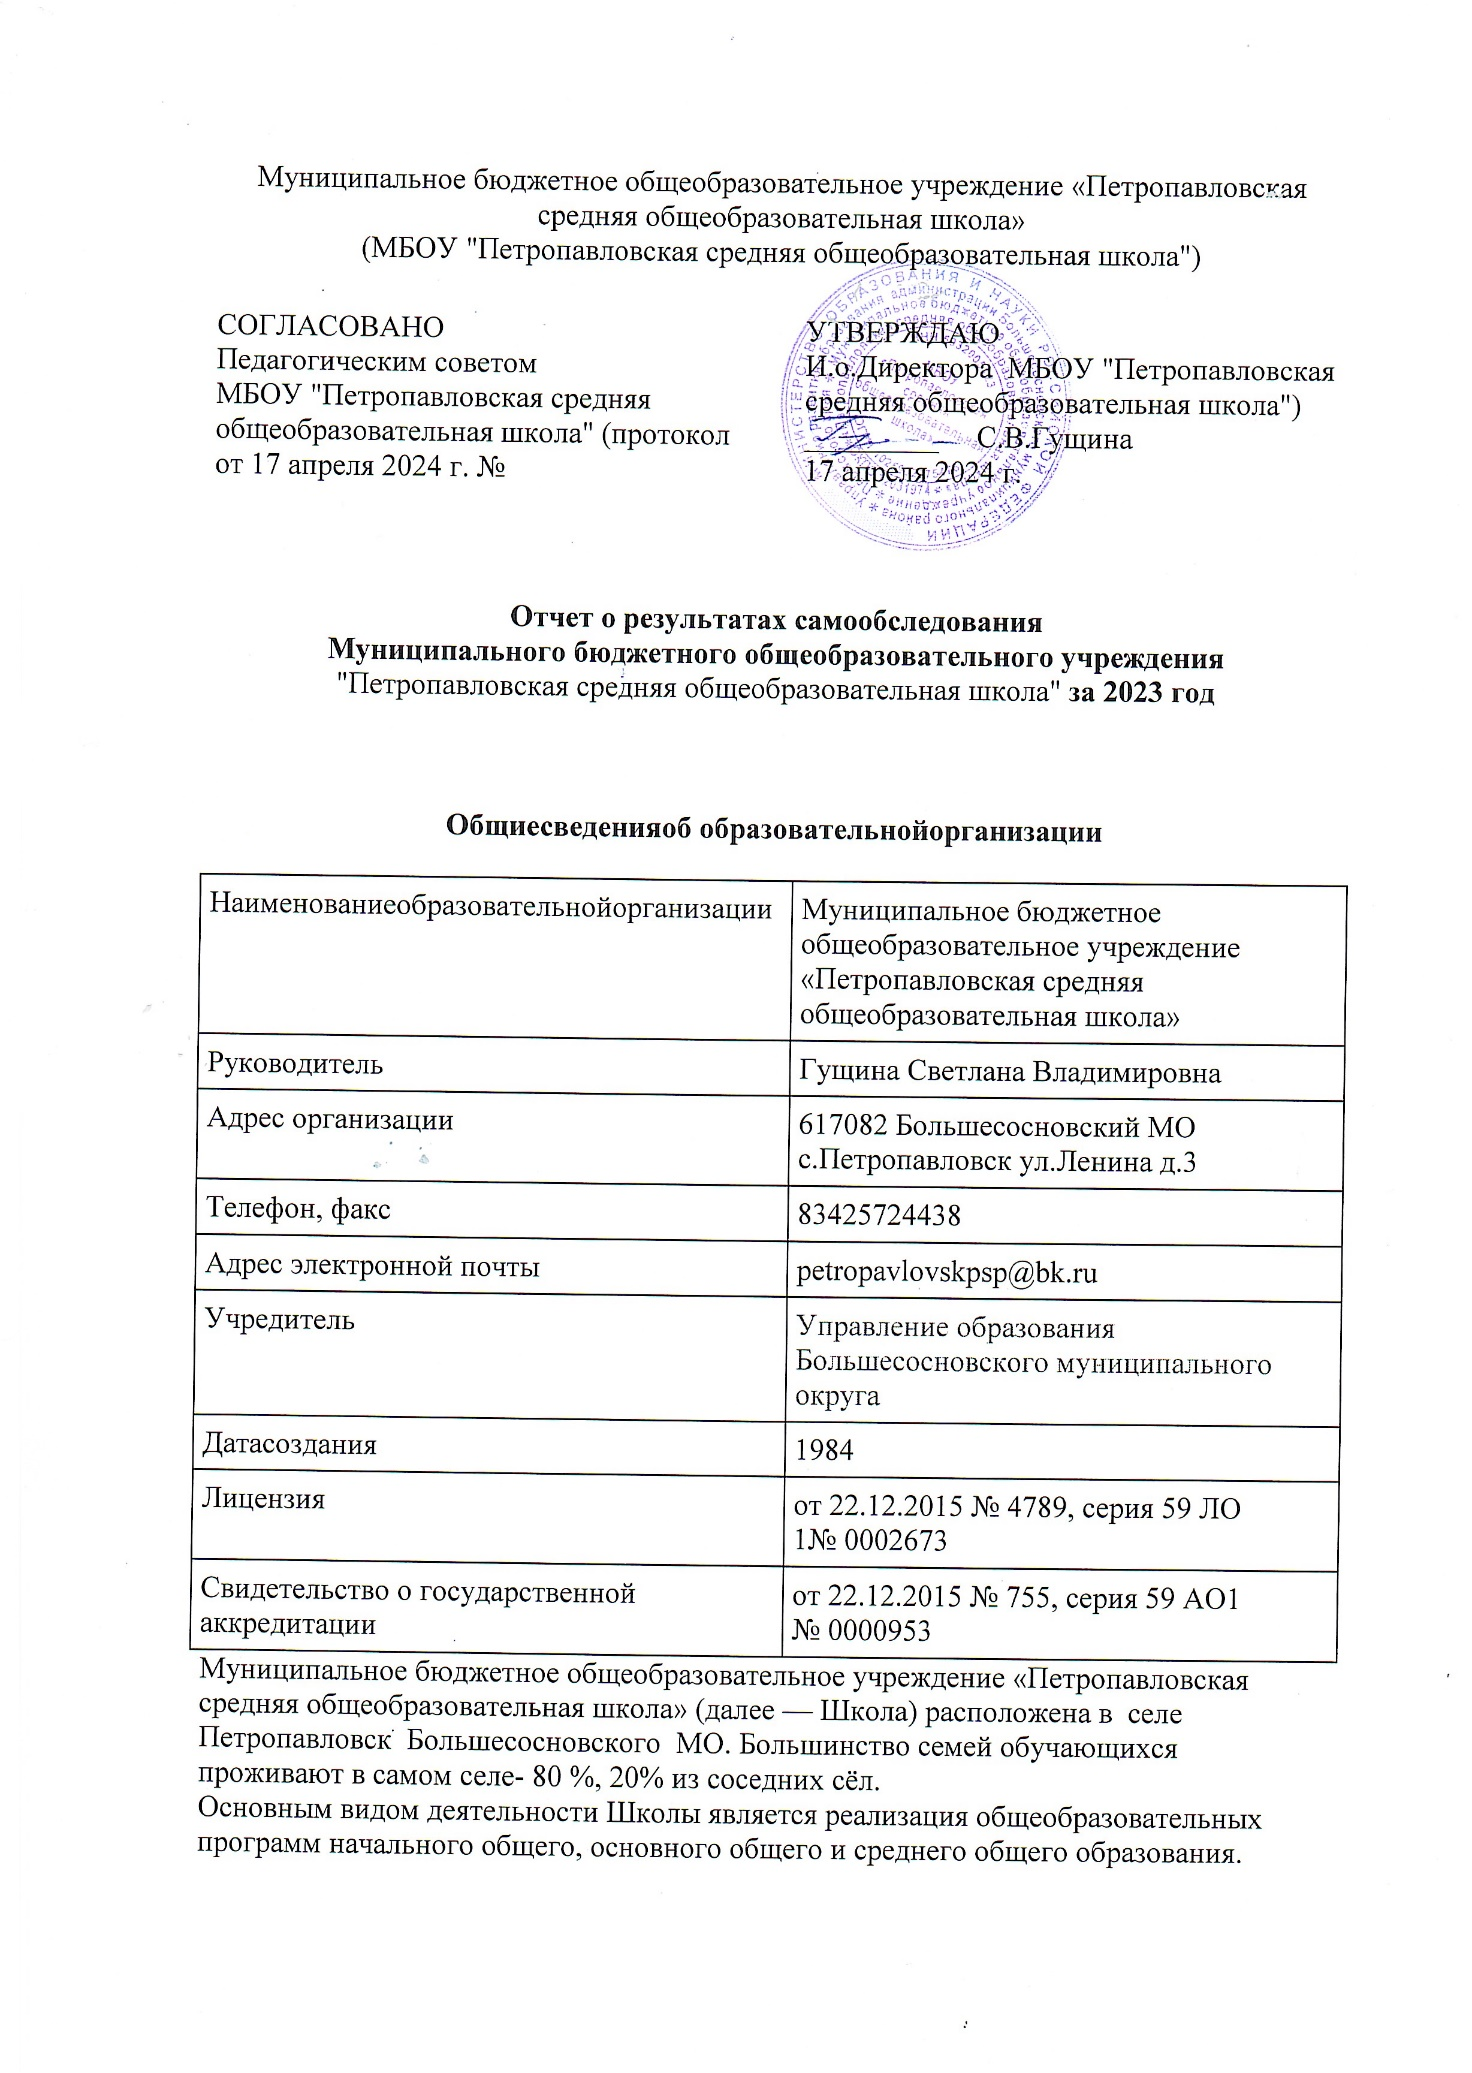 Муниципальное бюджетное общеобразовательное учреждение «Петропавловская
средняя общеобразовательная школа»
(МБОУ "Петропавловская средняя общеобразовательная школа")
СОГЛАСОВАНО
Педагогическим советом
МБОУ "Петропавловская средняя
общеобразовательная школа" (протокол
от 17 апреля 2024 г. №
УТВЕРЖДАЮ
И.о.Директора МБОУ "Петропавловская
средняя общеобразовательная школа")
С.В.Гущина
17 апреля 2024 г.
МИНИСТЕРСТВО ОБРАЗОВАНИЯ И НАУКИ РОССИЙСКОЙ ФЕДЕРАЦИИ
Отчет о результатах самообследования
Муниципального бюджетного общеобразовательного учреждения
"Петропавловская средняя общеобразовательная школа" за 2023 год
Общиесведенияоб образовательнойорганизации
Наименованиеобразовательнойорганизации
Муниципальное бюджетное
общеобразовательное учреждение
«Петропавловская средняя
общеобразовательная школа»
Руководитель
Гущина Светлана Владимировна
Адрес организации
617082 Большесосновский МО
с.Петропавловск ул.Ленина д.3
Телефон, факс
83425724438
Адрес электронной почты
petropavlovskpsp@bk.ru
Учредитель
Управление образования
Большесосновского муниципального
округа
Датасоздания
1984
Лицензия
от 22.12.2015 № 4789, серия 59 ЛО
1№ 0002673
Свидетельство о государственной
аккредитации
от 22.12.2015 № 755, серия 59 АО1
№ 0000953
Муниципальное бюджетное общеобразовательное учреждение «Петропавловская
средняя общеобразовательная школа» (далее — Школа) расположена в селе
Петропавловск Большесосновского МО. Большинство семей обучающихся
проживают в самом селе- 80 %, 20% из соседних сёл.
Основным видом деятельности Школы является реализация общеобразовательных
программ начального общего, основного общего и среднего общего образования.